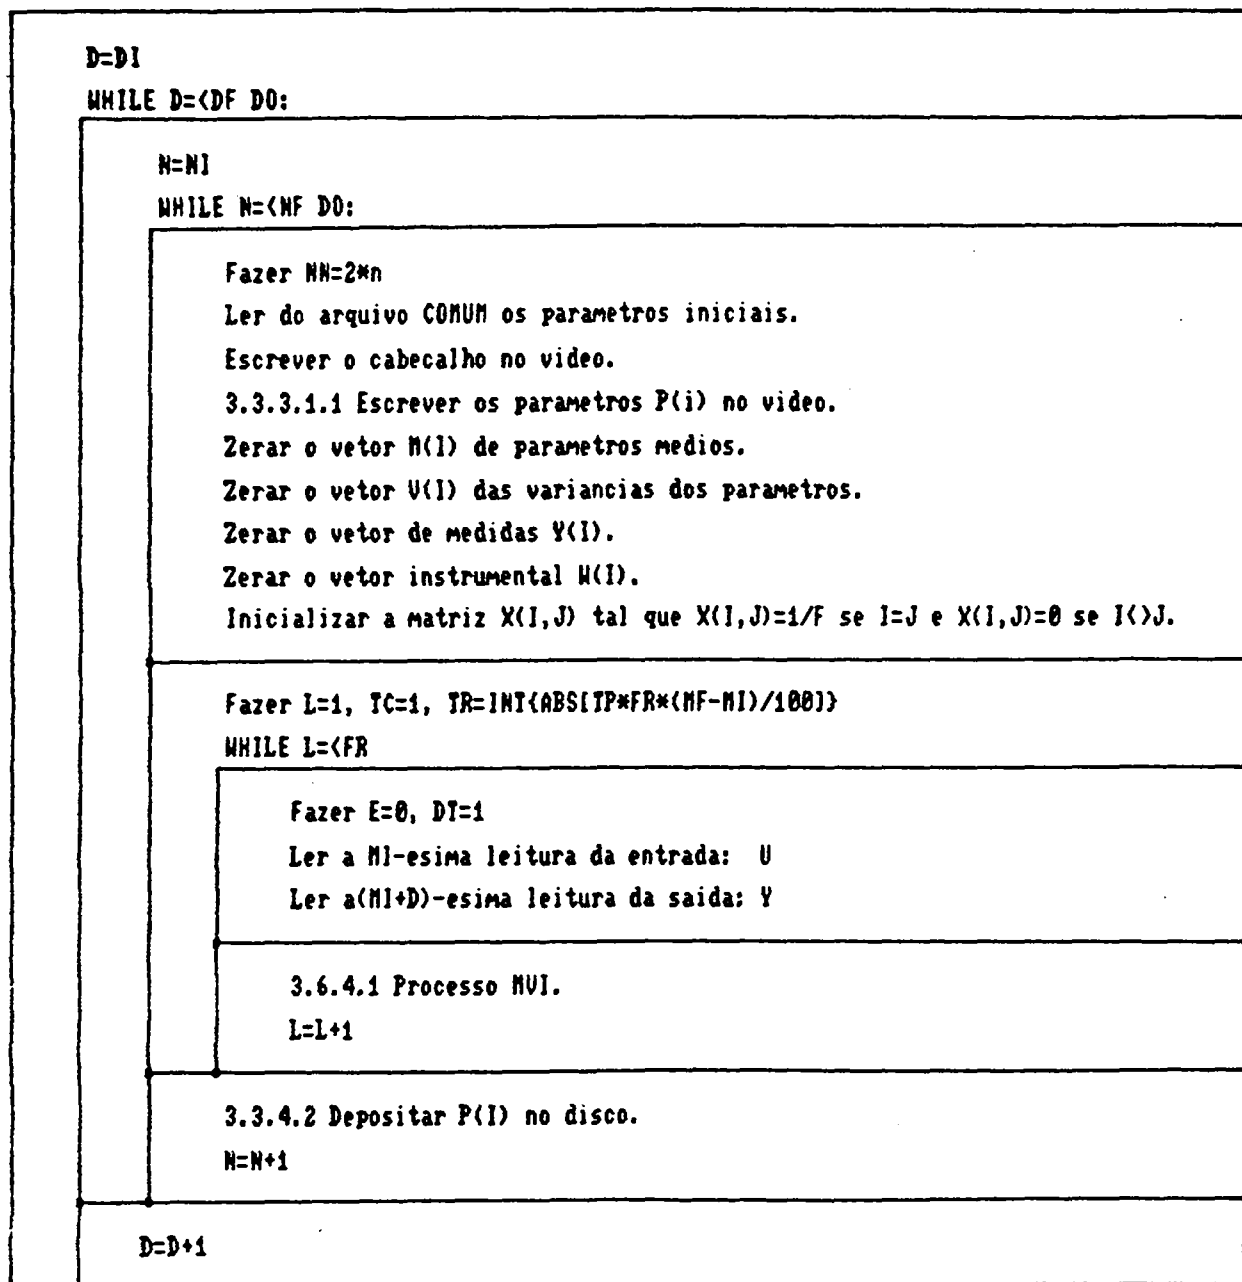 D=DI
WHILE D=<DF DO:
N=NI
WHILE N=<NF DO:
Fazer NN=2*n
Ler do arquivo COMUM os parametros iniciais.
Escrever o cabecalho no video.
3.3.3.1.1 Escrever os parametros P(i) no video.
Zerar o vetor M(I) de parametros medios.
Zerar o vetor V(I) das variancias dos parametros.
Zerar o vetor de medidas Y(I).
Zerar o vetor instrumental W(I).
Inicializar a matriz X(I,J) tal que X(I,J)=1/F se I=J e X(I,J)=0 se I<>J.
Fazer L=1, TC=1, TR=INT{ABS[TP*FR*(MF-MI)/100]}
WHILE L=<FR
Fazer E=0, DT=1
Ler a MI-esima leitura da entrada: U
Ler a(MI+D)-esima leitura da saida: Y
3.6.4.1 Processo MVI.
L=L+1
3.3.4.2 Depositar P(I) no disco.
N=N+1
D=D+1